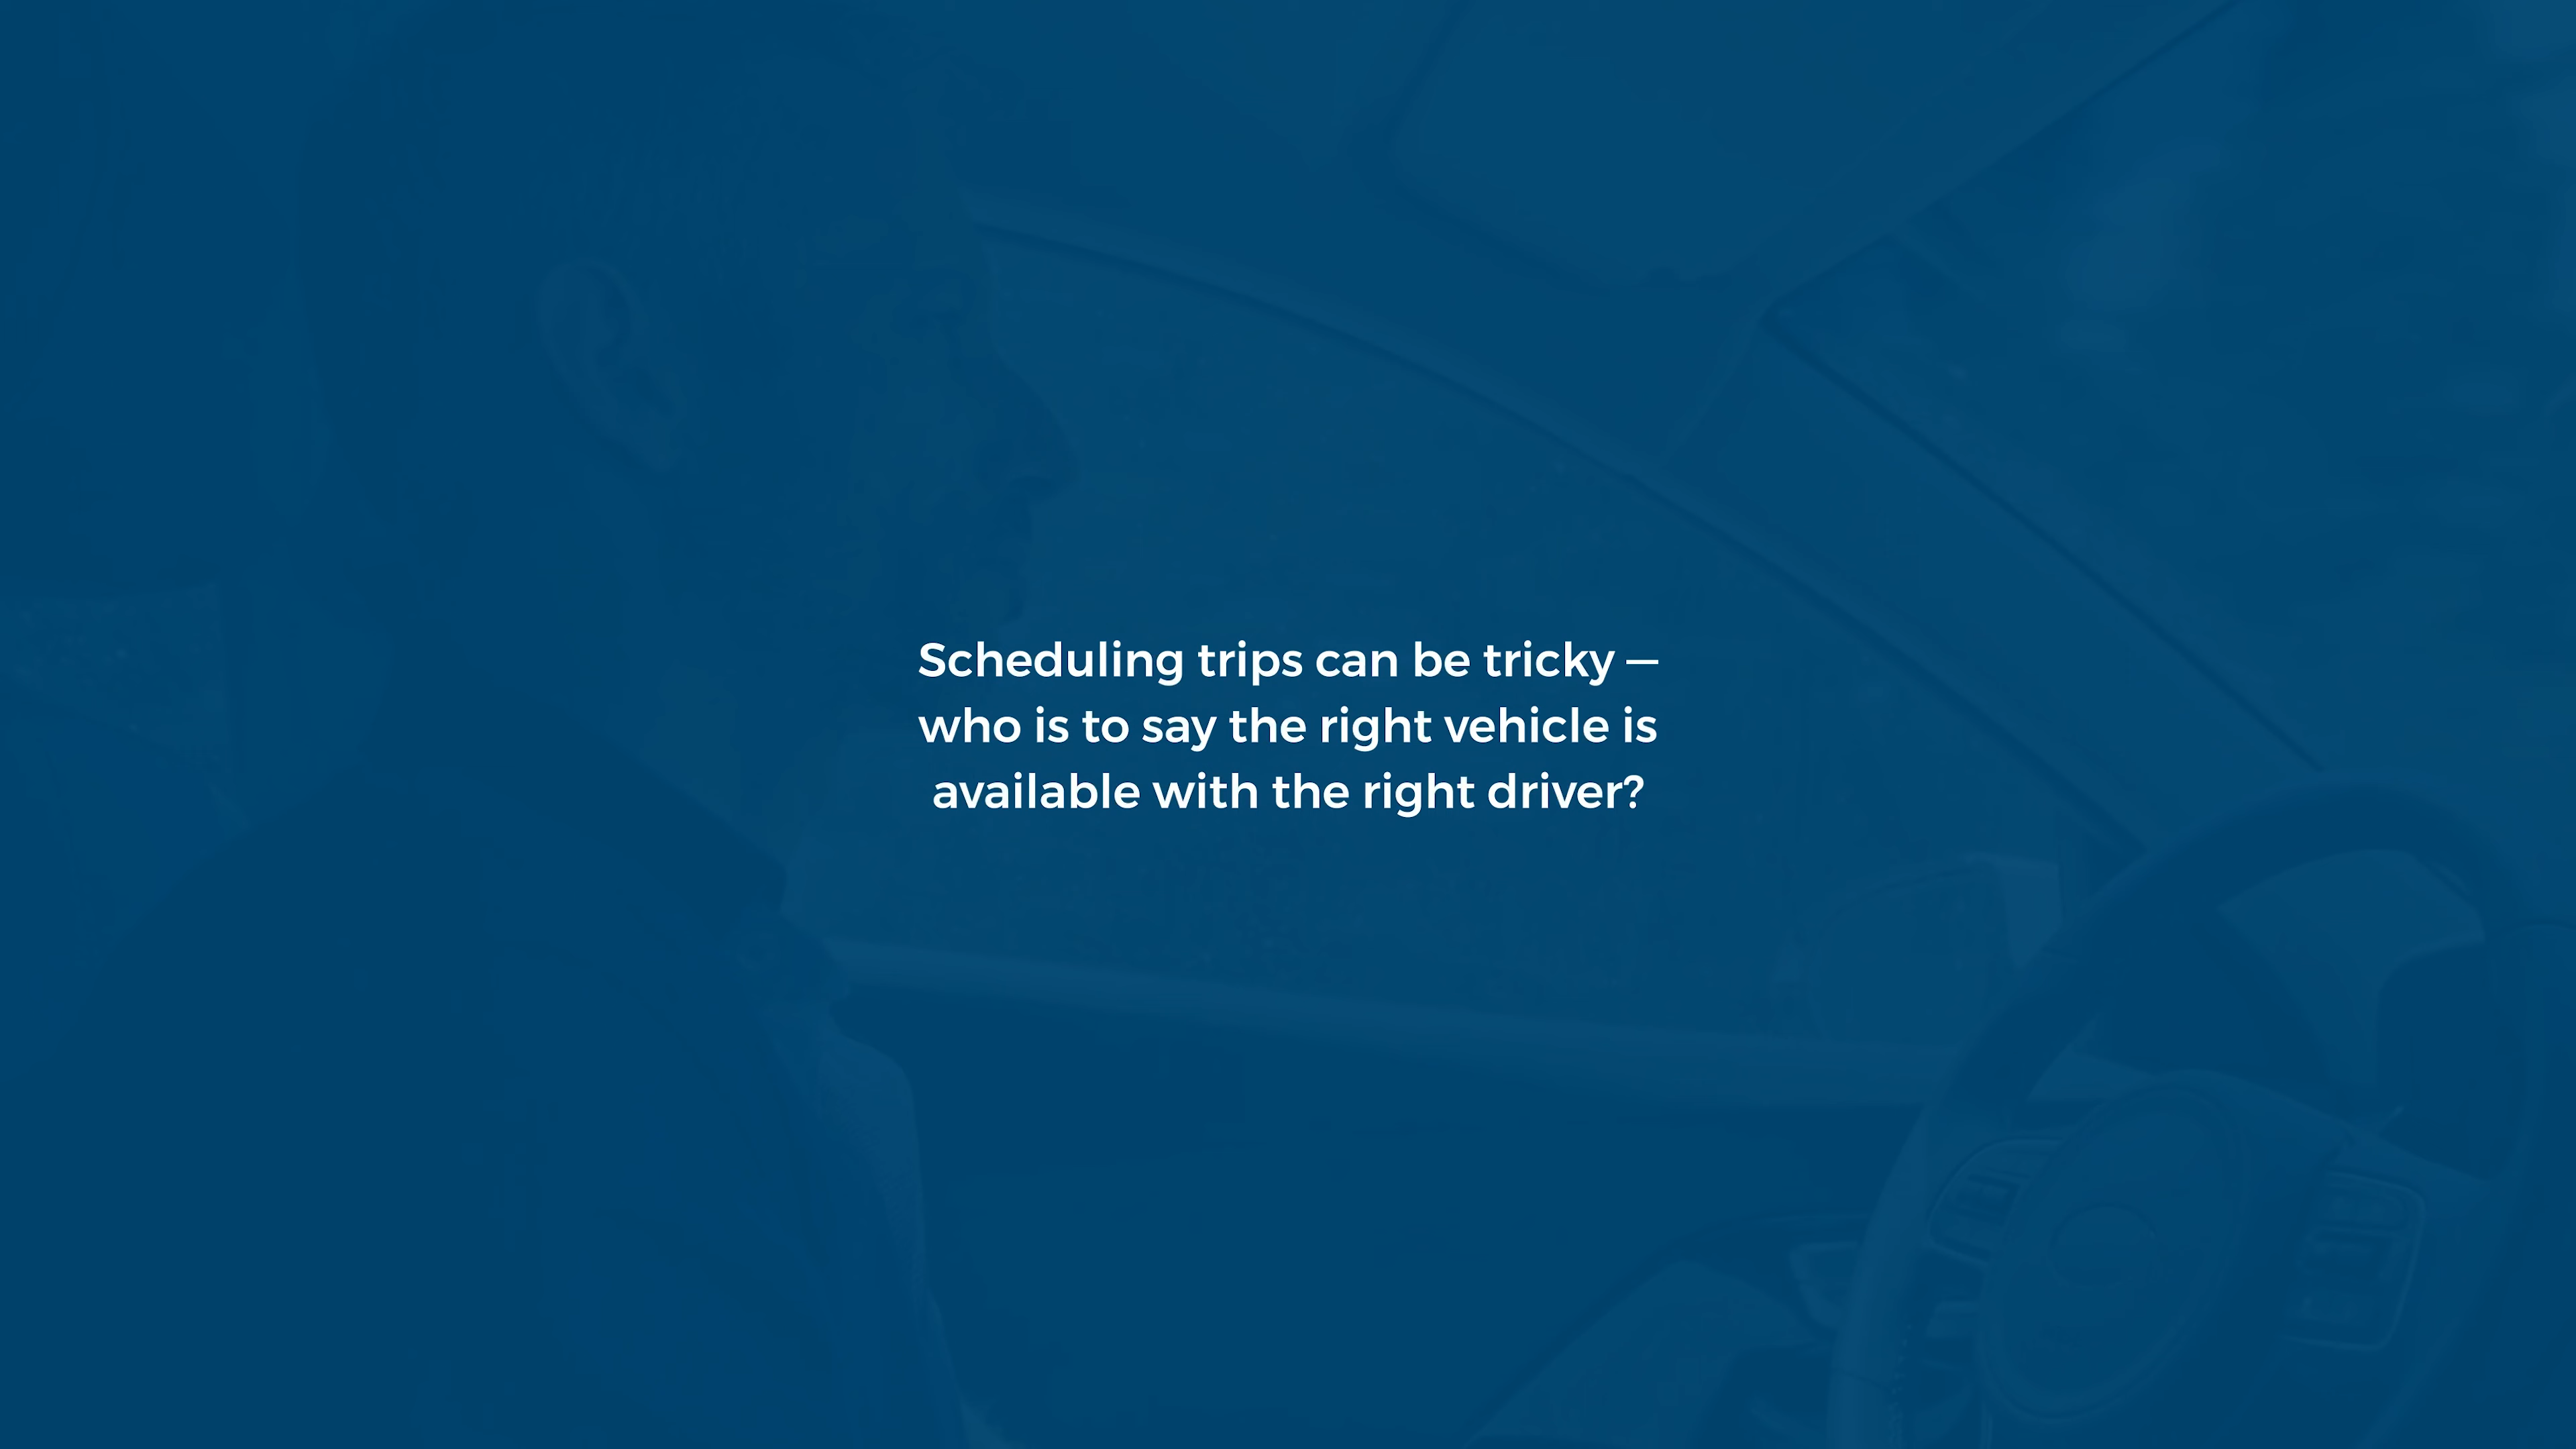 Scheduling trips can be tricky —
who is to say the right vehicle is
available with the right driver?